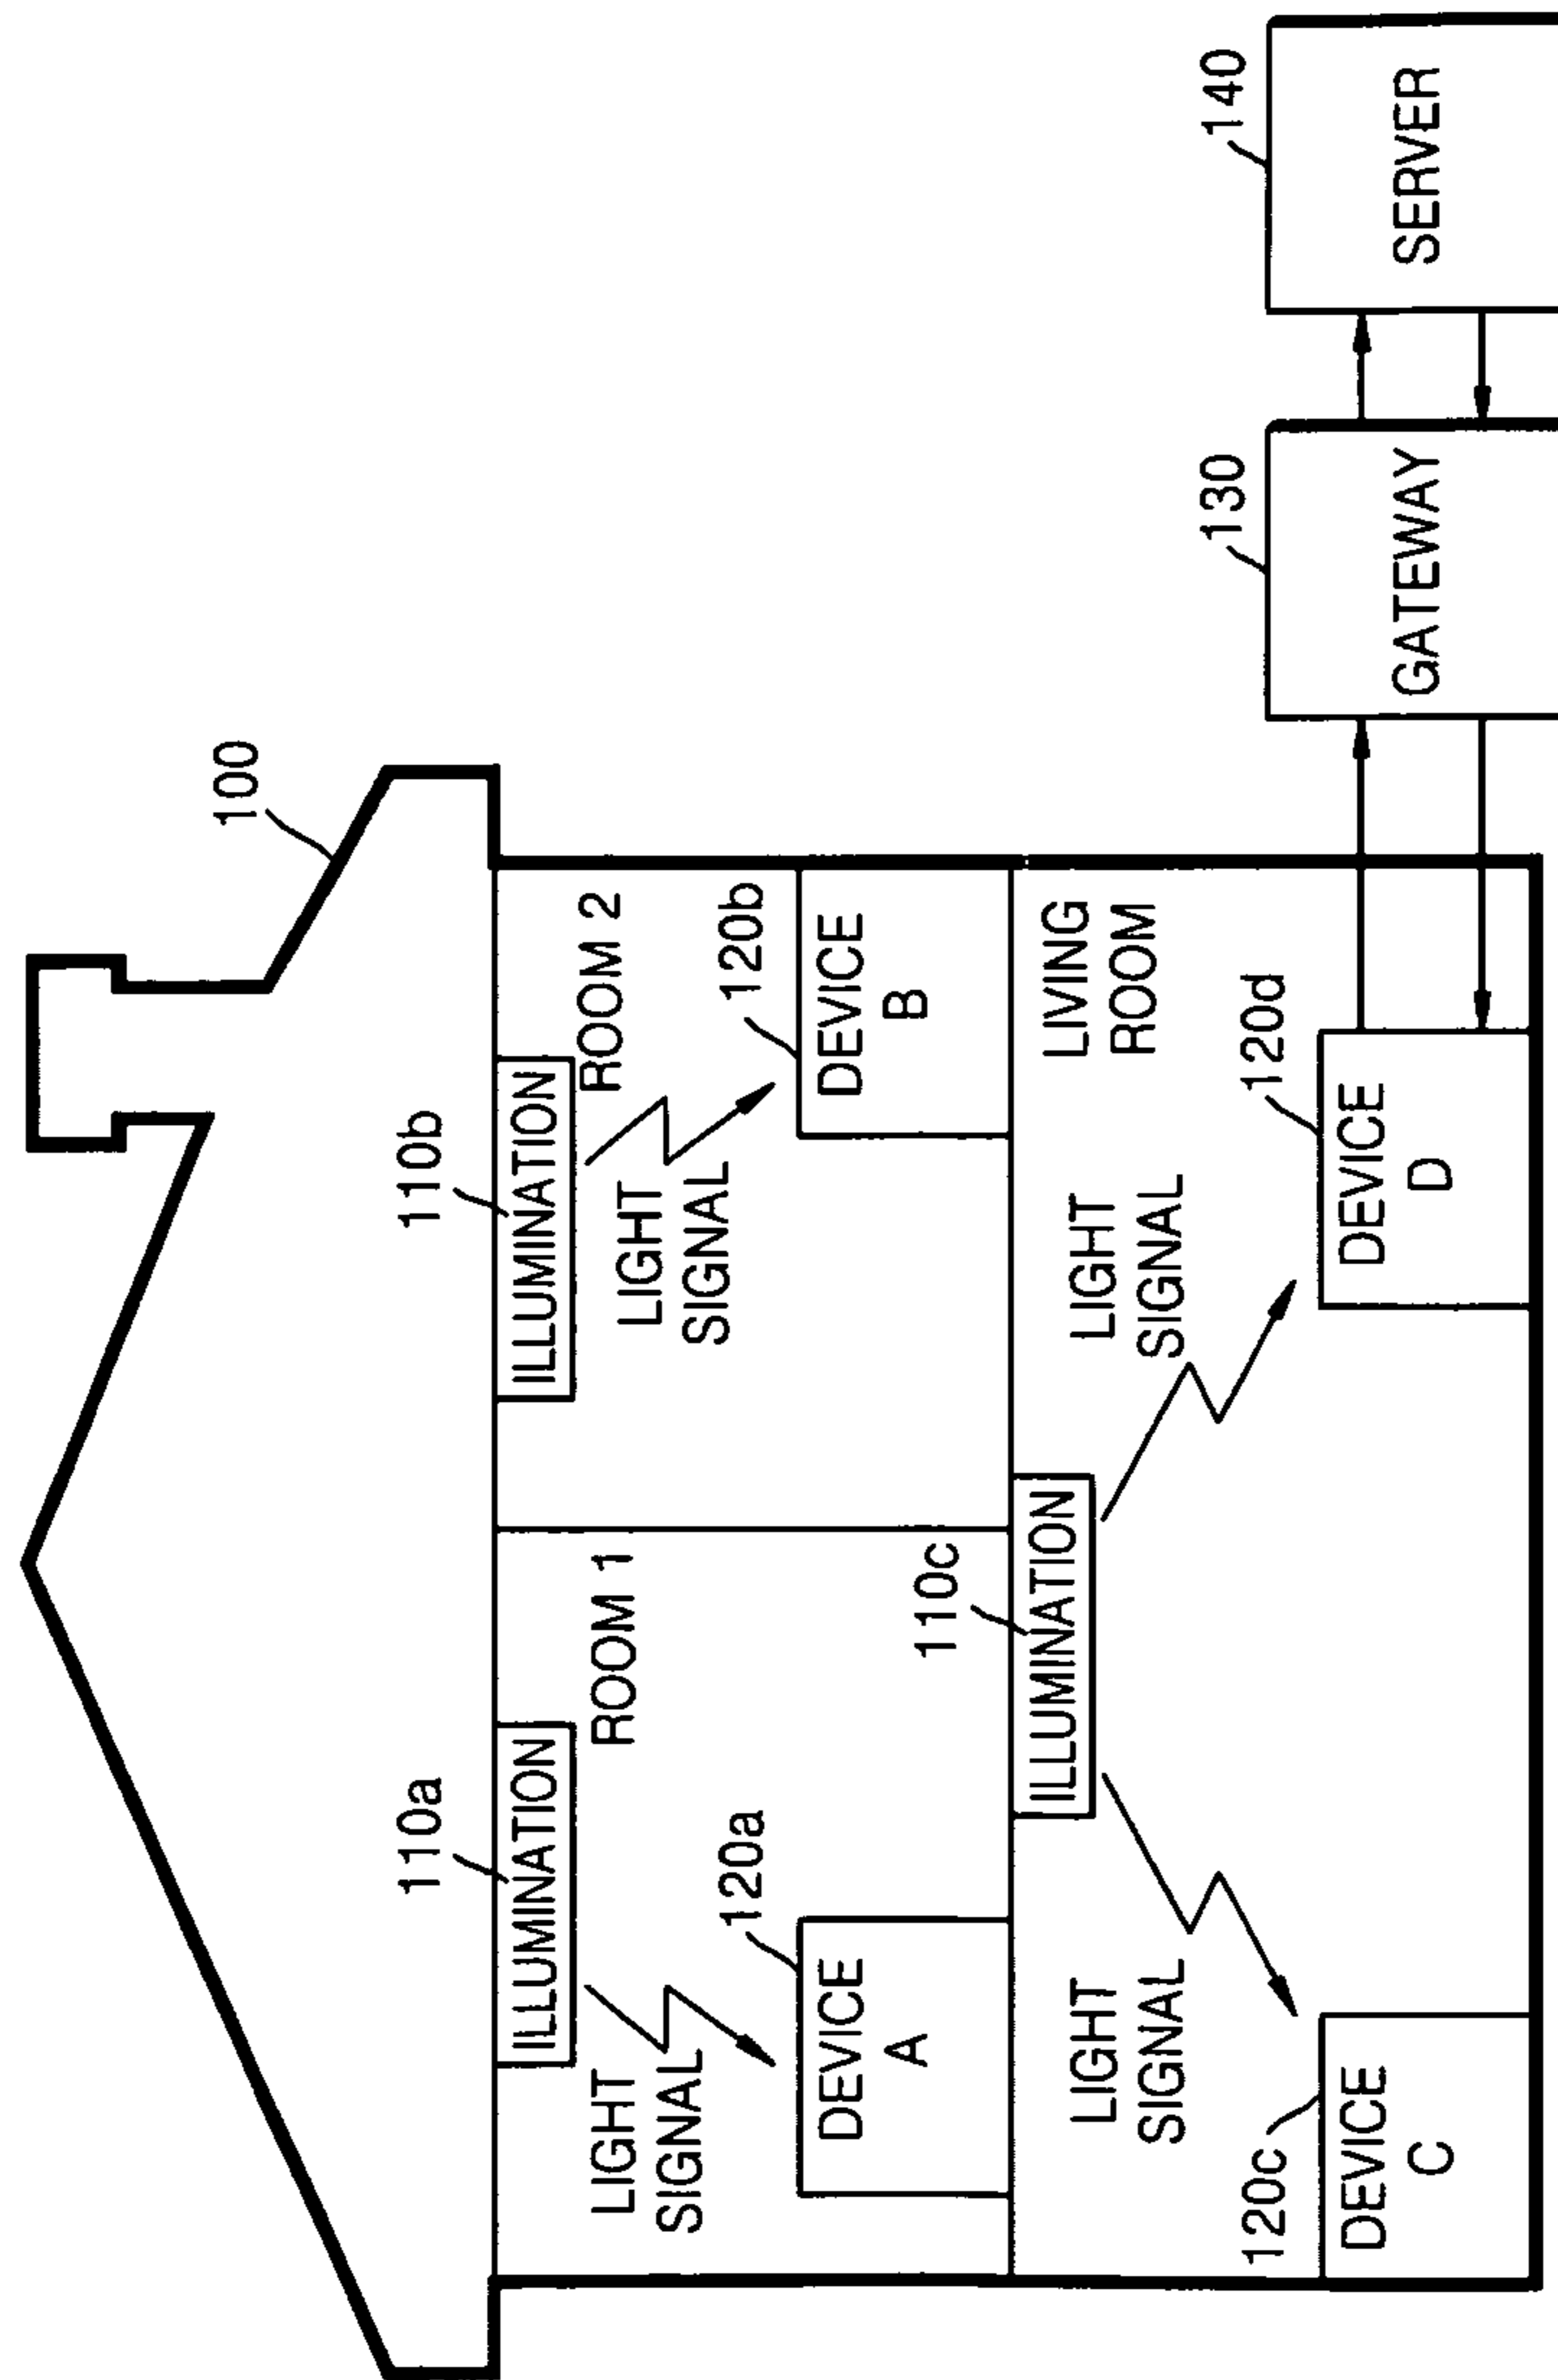 100
110a
110b
ILLUMINATION
ILLUMINATION
ROOM 1
ROOM 2
LIGHT
SIGNAL
LIGHT
SIGNAL
120a
120b
DEVICE
A
DEVICE
B
110c
ILLUMINATION
LIVING
ROOM
LIGHT
SIGNAL
LIGHT
SIGNAL
120c
120d
DEVICE
C
DEVICE
D
130
GATEWAY
140
SERVER